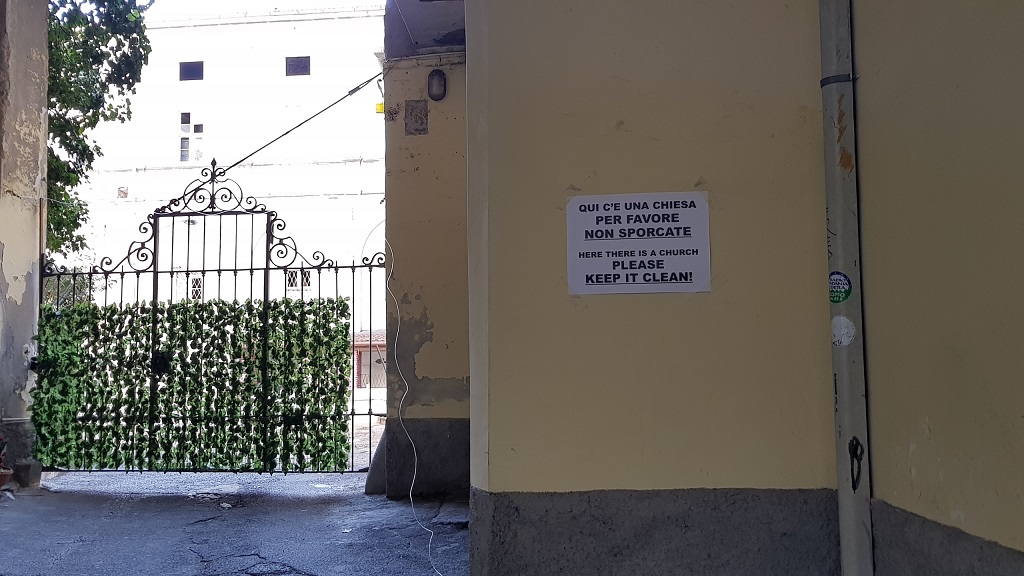 QUI C'E UNA CHIESA
PER FAVORE
NON SPORCATE
HERE THERE IS A CHURCH
PLEASE
KEEP IT CLEAN!